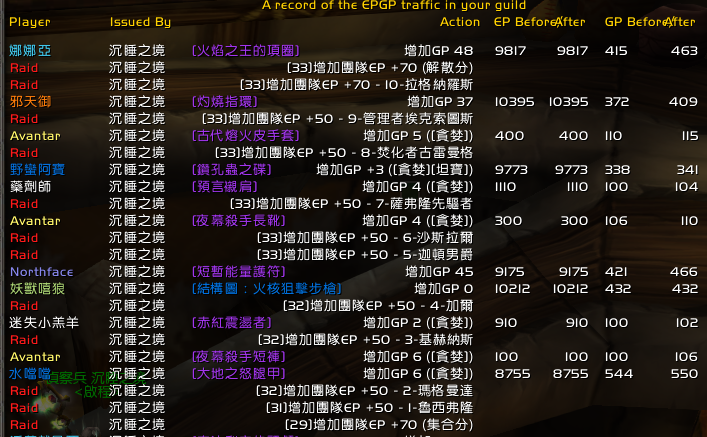 A record of the EPGP traffic in your guild
Player Issued By Action EP Before After GP Before After
娜娜亞 沉睡之境 [火焰之王的項圈] 增加GP 48 9817 9817 415 463
Raid 沉睡之境 (33)增加團隊EP +70 (解散分)
Raid 沉睡之境 (33)增加團隊EP +70 - 10-拉格納羅斯
邪天御 沉睡之境 [灼燒指環] 增加GP 37 10395 10395 372 409
Raid 沉睡之境 (33)增加團隊EP +50 - 9-管理者埃克索圖斯
Avantar 沉睡之境 [古代熔火皮手套] 增加GP 5 ([貪婪]) 400 400 110 115
Raid 沉睡之境 (33)增加團隊EP +50 - 8-焚化者古雷曼格
野蠻阿寶 沉睡之境 [鑽孔蟲之碟] 增加GP +3 ([貪婪][坦寶]) 9773 9773 338 341
藥劑師 沉睡之境 [預言襯肩] 增加GP 4 ([貪婪]) 1110 1110 100 104
Raid 沉睡之境 (33)增加團隊EP +50 - 7-薩弗隆先驅者
Avantar 沉睡之境 [夜幕殺手長靴] 增加GP 4 ([貪婪]) 300 300 106 110
Raid 沉睡之境 (33)增加團隊EP +50 - 6-沙斯拉爾
Raid 沉睡之境 (33)增加團隊EP +50 - 5-迦頓男爵
Northface 沉睡之境 [短暫能量護符] 增加GP 45 9175 9175 421 466
妖獸嘻狼 沉睡之境 [結構圖：火核狙擊步槍] 增加GP 0 10212 10212 432 432
Raid 沉睡之境 (32)增加團隊EP +50 - 4-加爾
迷失小羔羊 沉睡之境 [赤紅震盪者] 增加GP 2 ([貪婪]) 910 910 100 102
Raid 沉睡之境 (32)增加團隊EP +50 - 3-基赫納斯
Avantar 沉睡之境 [夜幕殺手短褲] 增加GP 6 ([貪婪]) 100 100 100 106
水噹噹 沉睡之境 [大地之怒腿甲] 增加GP 6 ([貪婪]) 8755 8755 544 550
Raid 沉睡之境 (32)增加團隊EP +50 - 2-瑪格曼達
Raid 沉睡之境 (31)增加團隊EP +50 - 1-魯西弗隆
Raid 沉睡之境 (29)增加團隊EP +70 (集合分)